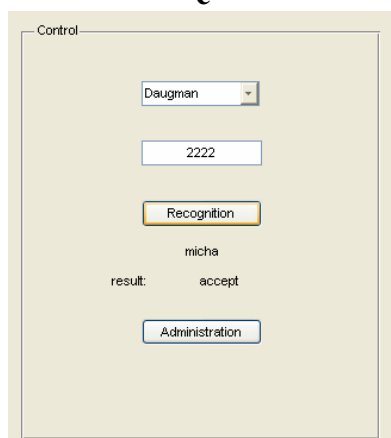 Control
Daugman
2222
Recognition
micha
result: accept
Administration